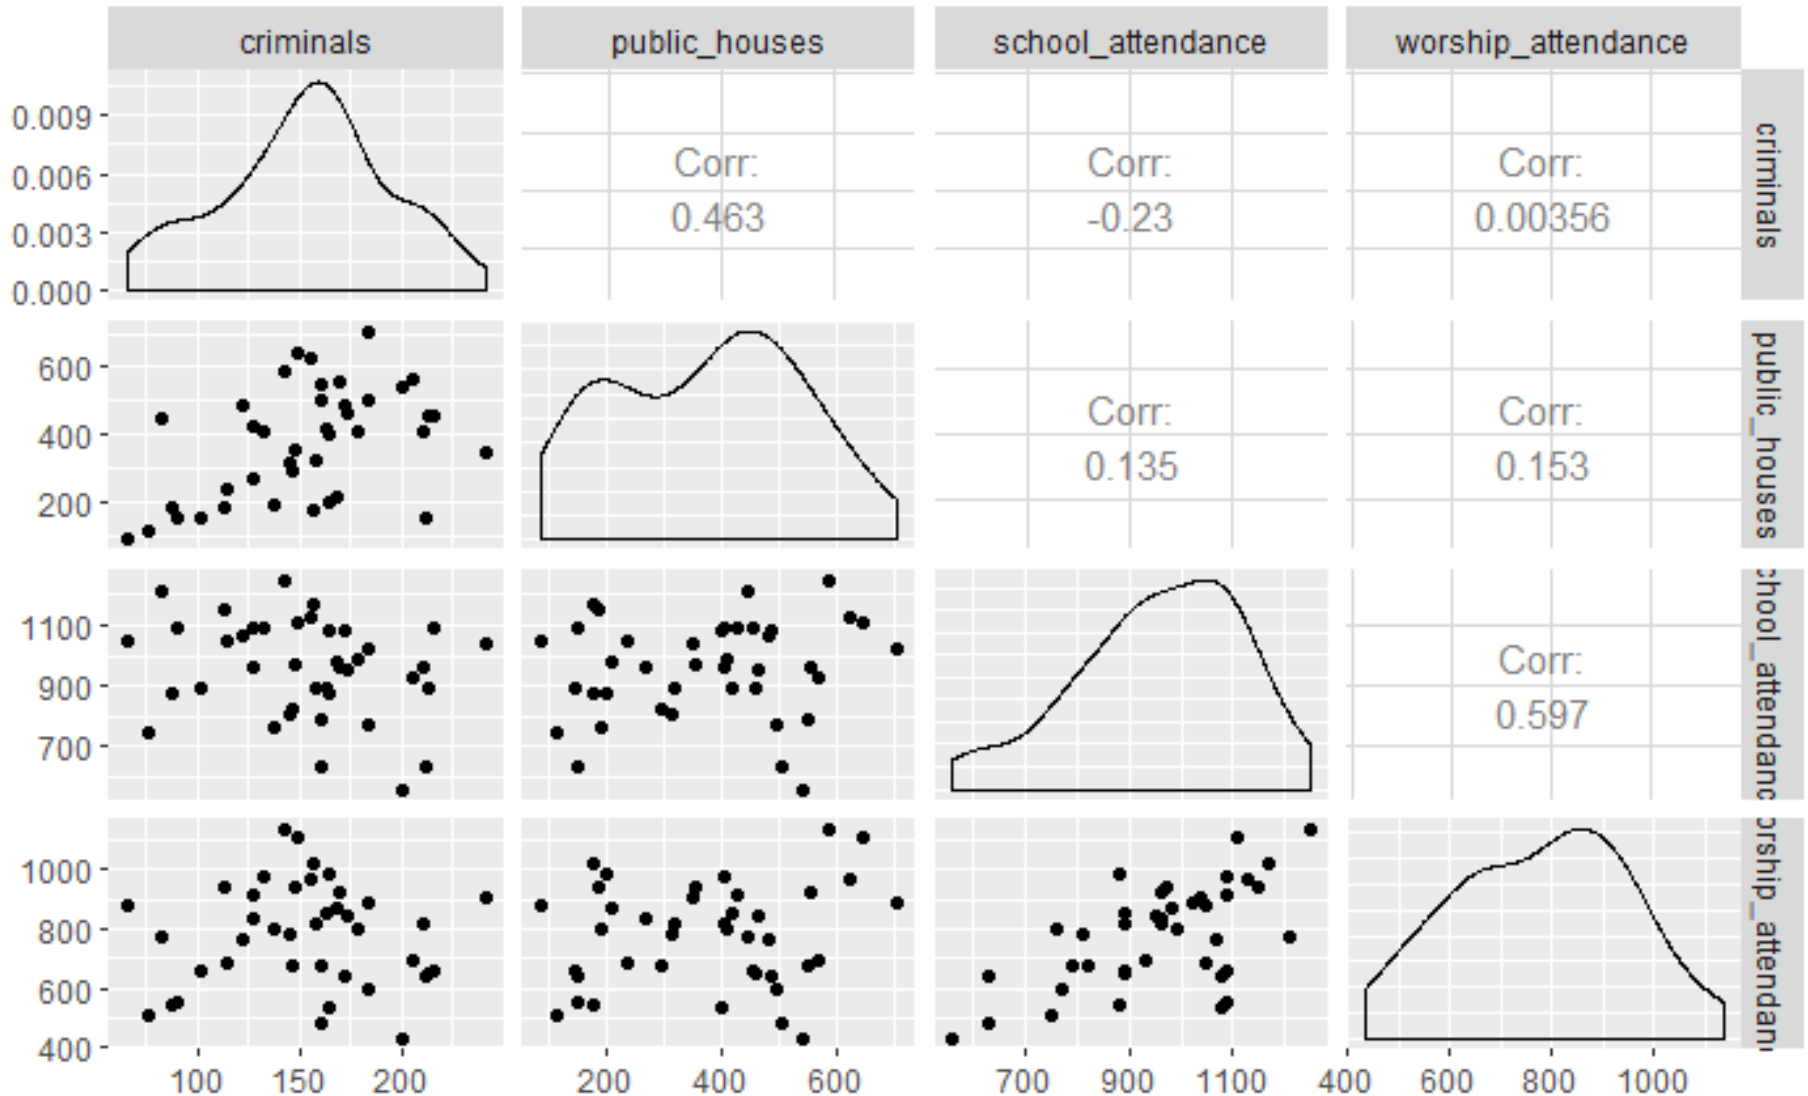 criminals
public_houses
school_attendance
worship_attendance
0.009
0.006
0.003
0.000
Corr:
0.463
Corr:
-0.23
Corr:
0.00356
criminals
600
400
200
Corr:
0.135
Corr:
0.153
public_houses
1100
900
700
Corr:
0.597
chool_attendanc
1000
800
600
400
orship_attendan
100 150 200 200 400 600 700 900 1100 400 600 800 1000